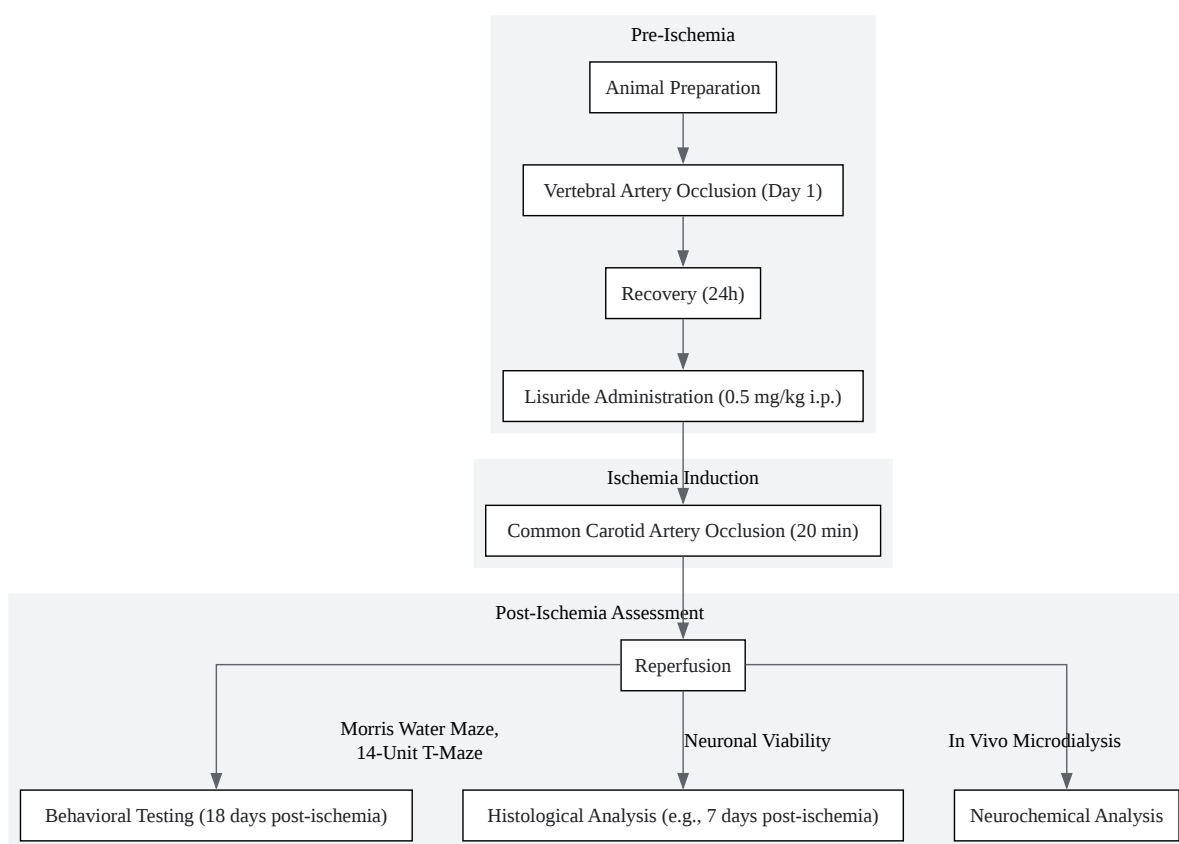 Pre-Ischemia
Animal Preparation
Vertebral Artery Occlusion (Day 1)
Recovery (24h)
Lisuride Administration (0.5 mg/kg i.p.)
Ischemia Induction
Common Carotid Artery Occlusion (20 min)
Post-Ischemia Assessment
Reperfusion
Morris Water Maze,
14-Unit T-Maze
Neuronal Viability
In Vivo Microdialysis
Behavioral Testing (18 days post-ischemia)
Histological Analysis (e.g., 7 days post-ischemia)
Neurochemical Analysis